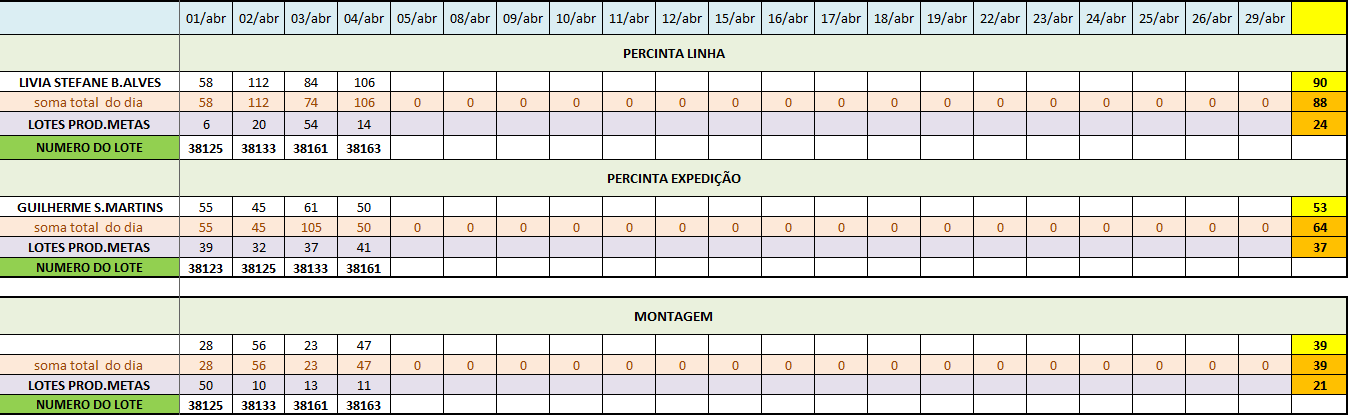 01/abr 02/abr 03/abr 04/abr 05/abr 08/abr 09/abr 10/abr 11/abr 12/abr 15/abr 16/abr 17/abr 18/abr 19/abr 22/abr 23/abr 24/abr 25/abr 26/abr 29/abr
PERCINTA LINHA
LIVIA STEFANE B.ALVES 58 112 84 106 90
soma total do dia 58 112 74 106 0 0 0 0 0 0 0 0 0 0 0 0 0 0 0 0 0 88
LOTES PROD.METAS 6 20 54 14 24
NUMERO DO LOTE 38125 38133 38161 38163
PERCINTA EXPEDIÇÃO
GUILHERME S.MARTINS 55 45 61 50 53
soma total do dia 55 45 105 50 0 0 0 0 0 0 0 0 0 0 0 0 0 0 0 0 0 64
LOTES PROD.METAS 39 32 37 41 37
NUMERO DO LOTE 38123 38125 38133 38161
MONTAGEM
28 56 23 47 39
soma total do dia 28 56 23 47 0 0 0 0 0 0 0 0 0 0 0 0 0 0 0 0 0 39
LOTES PROD.METAS 50 10 13 11 21
NUMERO DO LOTE 38125 38133 38161 38163